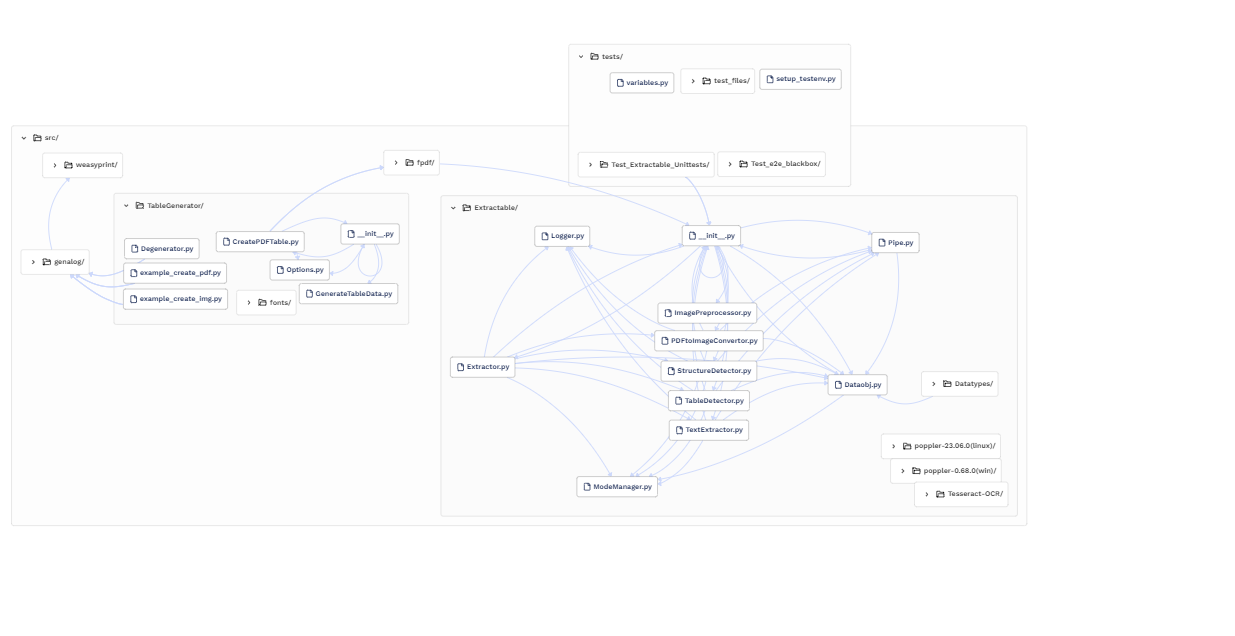 tests/
variables.py
test_files/
setup_testenv.py
src/
weasyprint/
fpdf/
Test_Extractable_Unittests/
Test_e2e_blackbox/
TableGenerator/
Extractable/
Degenerator.py
CreatePDFTable.py
__init__.py
Logger.py
__init__.py
Pipe.py
genalog/
example_create_pdf.py
Options.py
example_create_img.py
fonts/
GenerateTableData.py
ImagePreprocessor.py
PDFtoImageConvertor.py
Extractor.py
StructureDetector.py
Dataobj.py
Datatypes/
TableDetector.py
TextExtractor.py
poppler-23.06.0(linux)/
poppler-0.68.0(win)/
ModeManager.py
Tesseract-OCR/